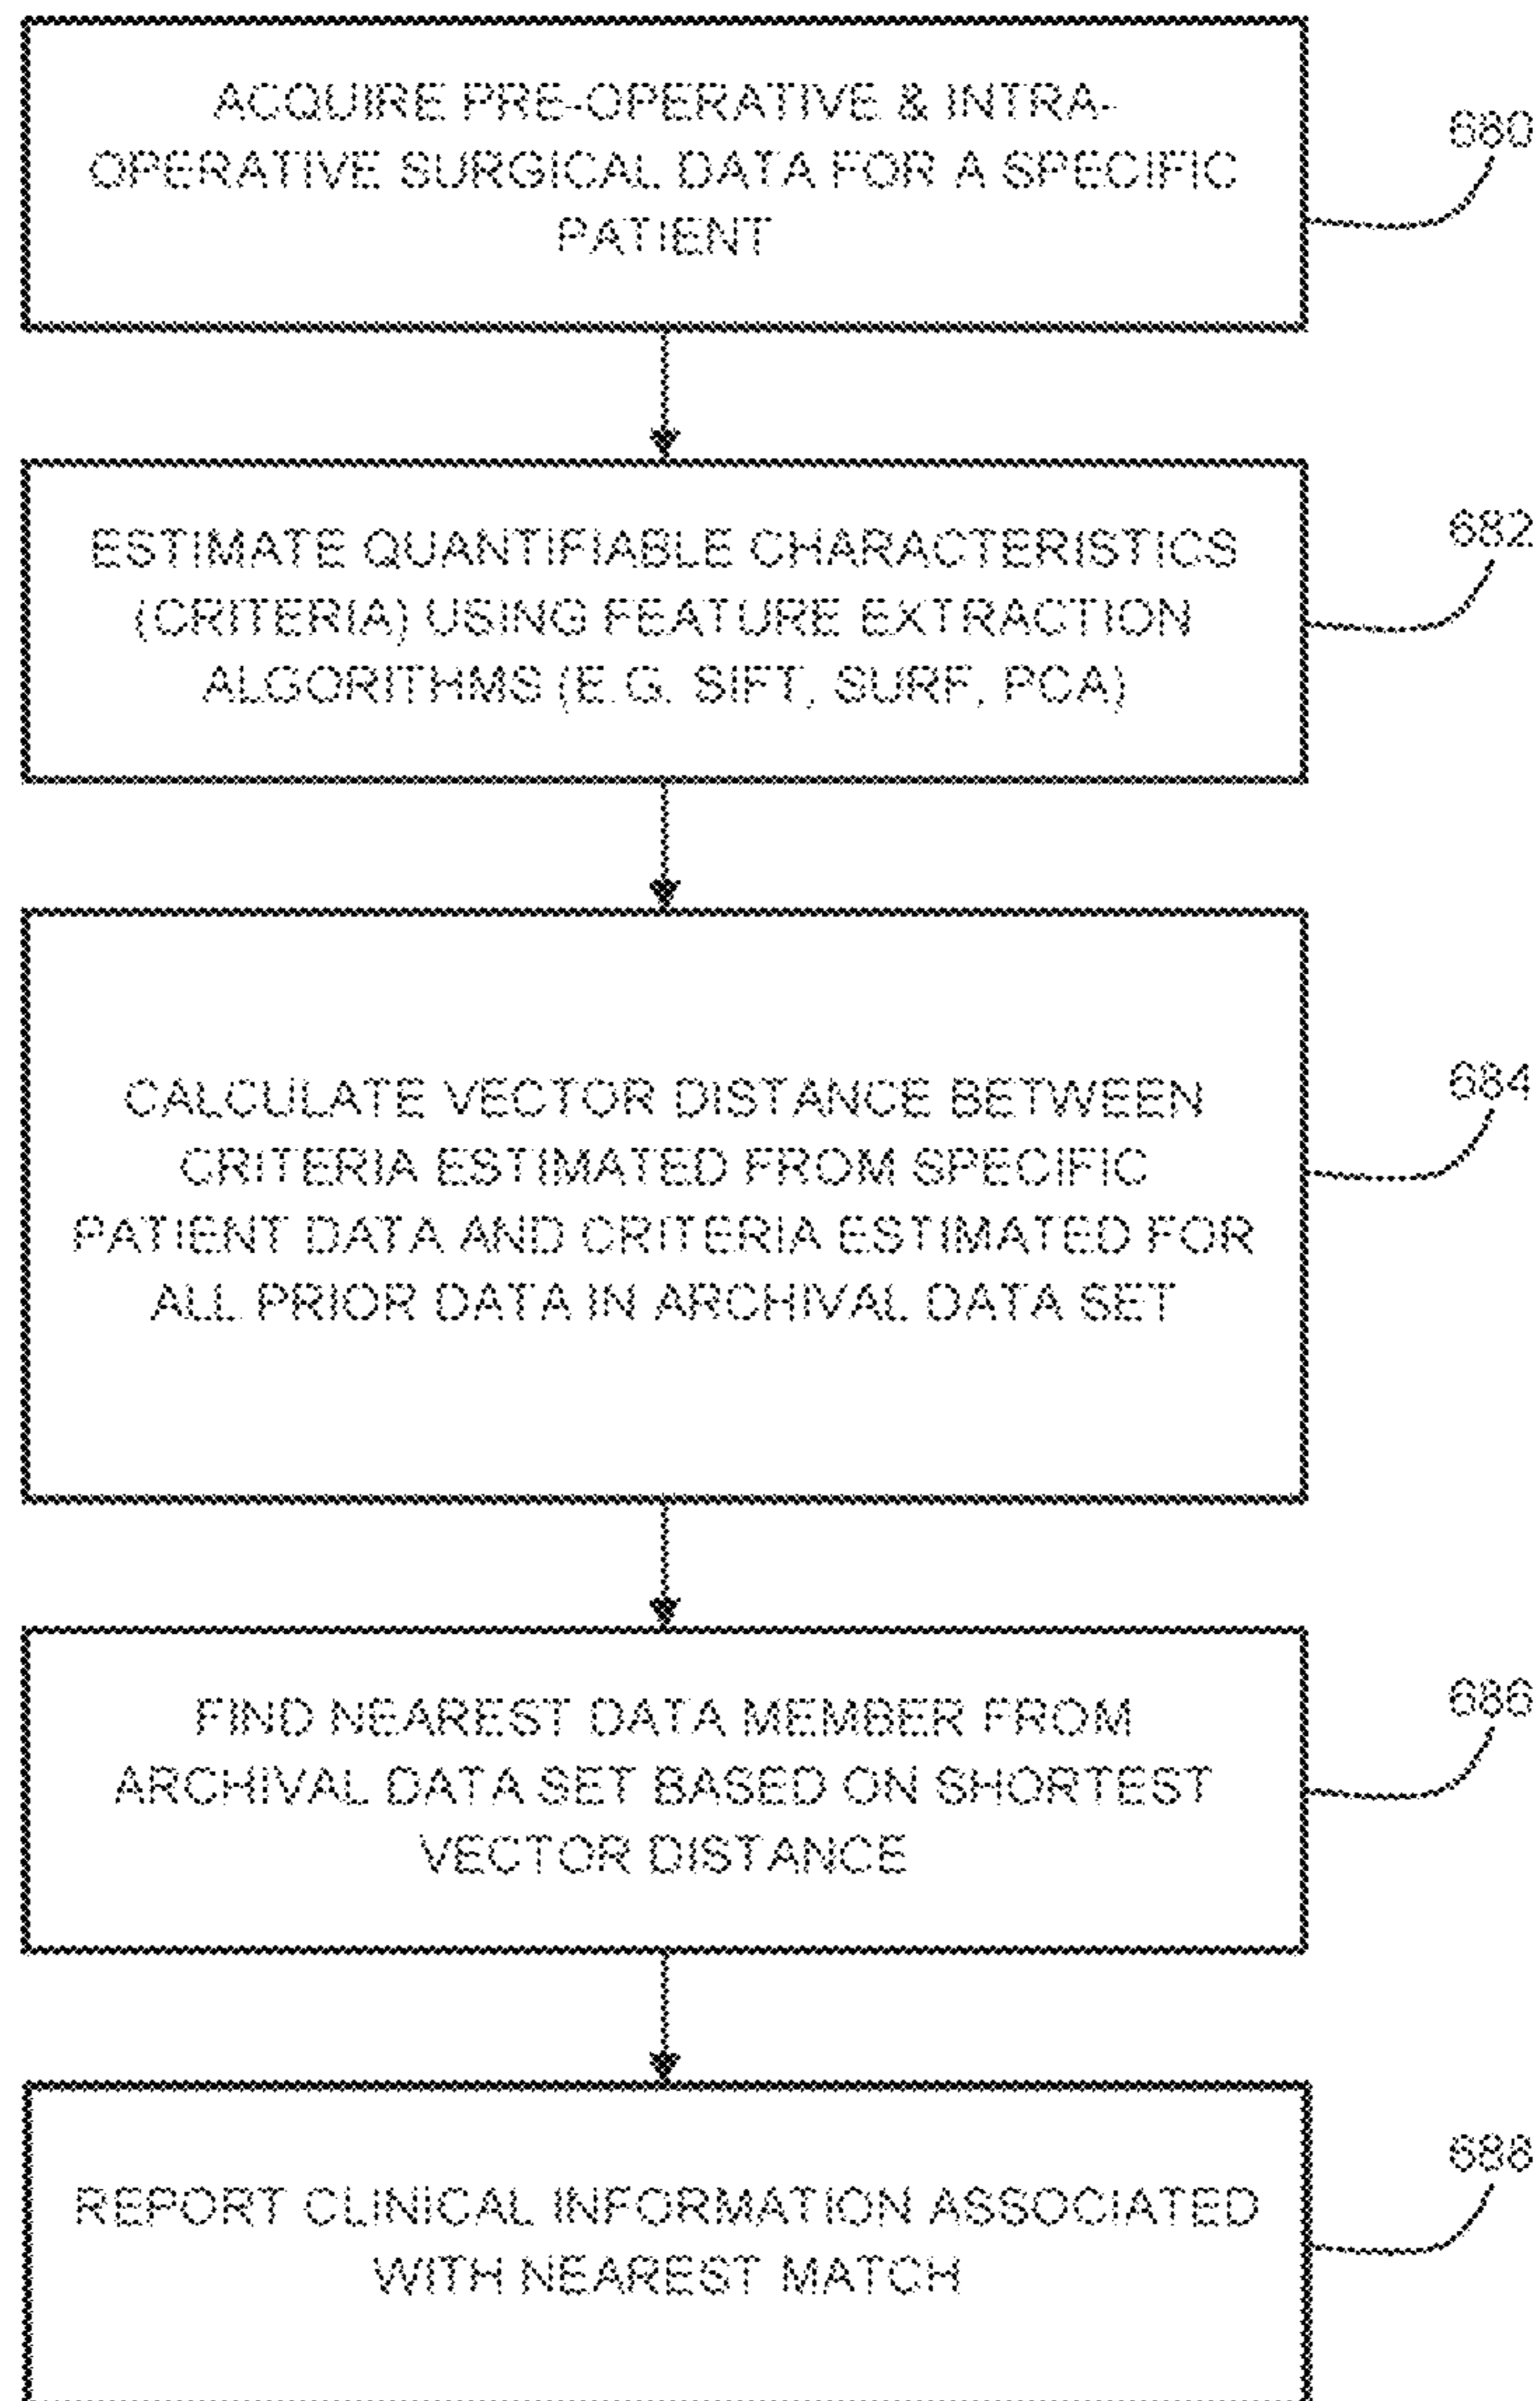 ACQUIRE PRE-OPERATIVE & INTRA-
OPERATIVE SURGICAL DATA FOR A SPECIFIC
PATIENT
680
ESTIMATE QUANTIFIABLE CHARACTERISTICS
(CRITERIA) USING FEATURE EXTRACTION
ALGORITHMS (E.G. SIFT, SURF, PCA)
682
CALCULATE VECTOR DISTANCE BETWEEN
CRITERIA ESTIMATED FROM SPECIFIC
PATIENT DATA AND CRITERIA ESTIMATED FOR
ALL PRIOR DATA IN ARCHIVAL DATA SET
684
FIND NEAREST DATA MEMBER FROM
ARCHIVAL DATA SET BASED ON SHORTEST
VECTOR DISTANCE
686
REPORT CLINICAL INFORMATION ASSOCIATED
WITH NEAREST MATCH
688